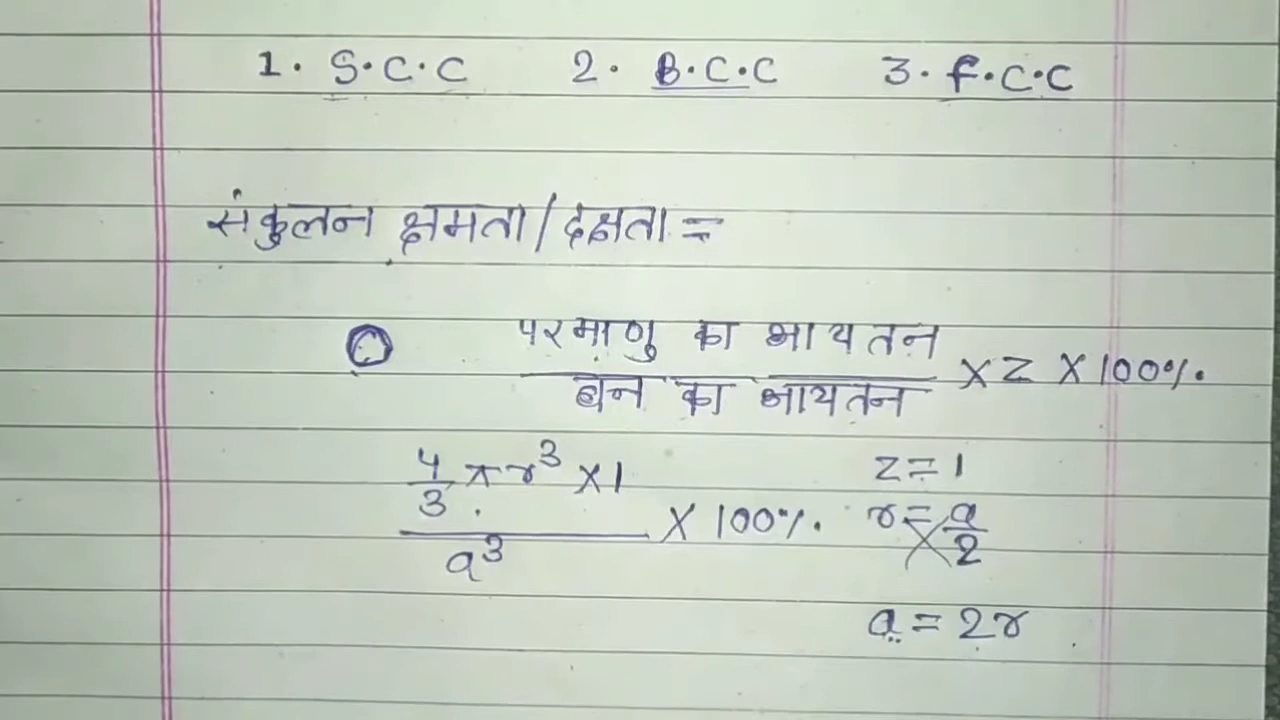 1. S.C.C 2. B.C.C 3. F.C.C
संकुलन क्षमता/दक्षता =
परमाणु का आयतन
घन का आयतन × Z × 100%.
4/3 πr³ × 1 Z = 1
a³ × 100%. r = a/2
a = 2r